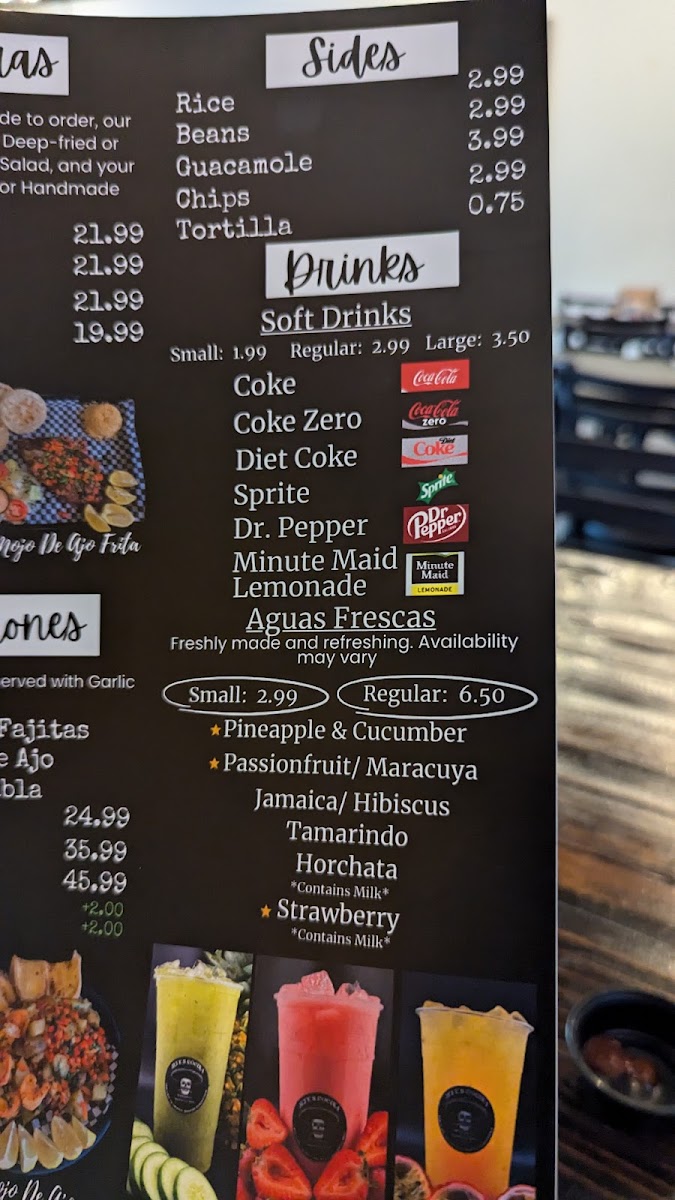 as
de to order, our
Deep-fried or
Salad, and your
or Handmade
21.99
21.99
21.99
19.99
Mojo De Ajo Frita
ones
erved with Garlic
Fajitas
e Ajo
abla
24.99
35.99
45.99
+2.00
+2.00
Sides
Rice 2.99
Beans 2.99
Guacamole 3.99
Chips 2.99
Tortilla 0.75
Drinks
Soft Drinks
Small: 1.99 Regular: 2.99 Large: 3.50
Coke Coca-Cola
Coke Zero Coca-Cola zero
Diet Coke Diet Coke
Sprite Sprite
Dr. Pepper Dr Pepper
Minute Maid
Lemonade
Minute
Maid
LEMONADE
Aguas Frescas
Freshly made and refreshing. Availability
may vary
Small: 2.99 Regular: 6.50
Pineapple & Cucumber
Passionfruit/ Maracuya
Jamaica/ Hibiscus
Tamarindo
Horchata
*Contains Milk*
Strawberry
*Contains Milk*